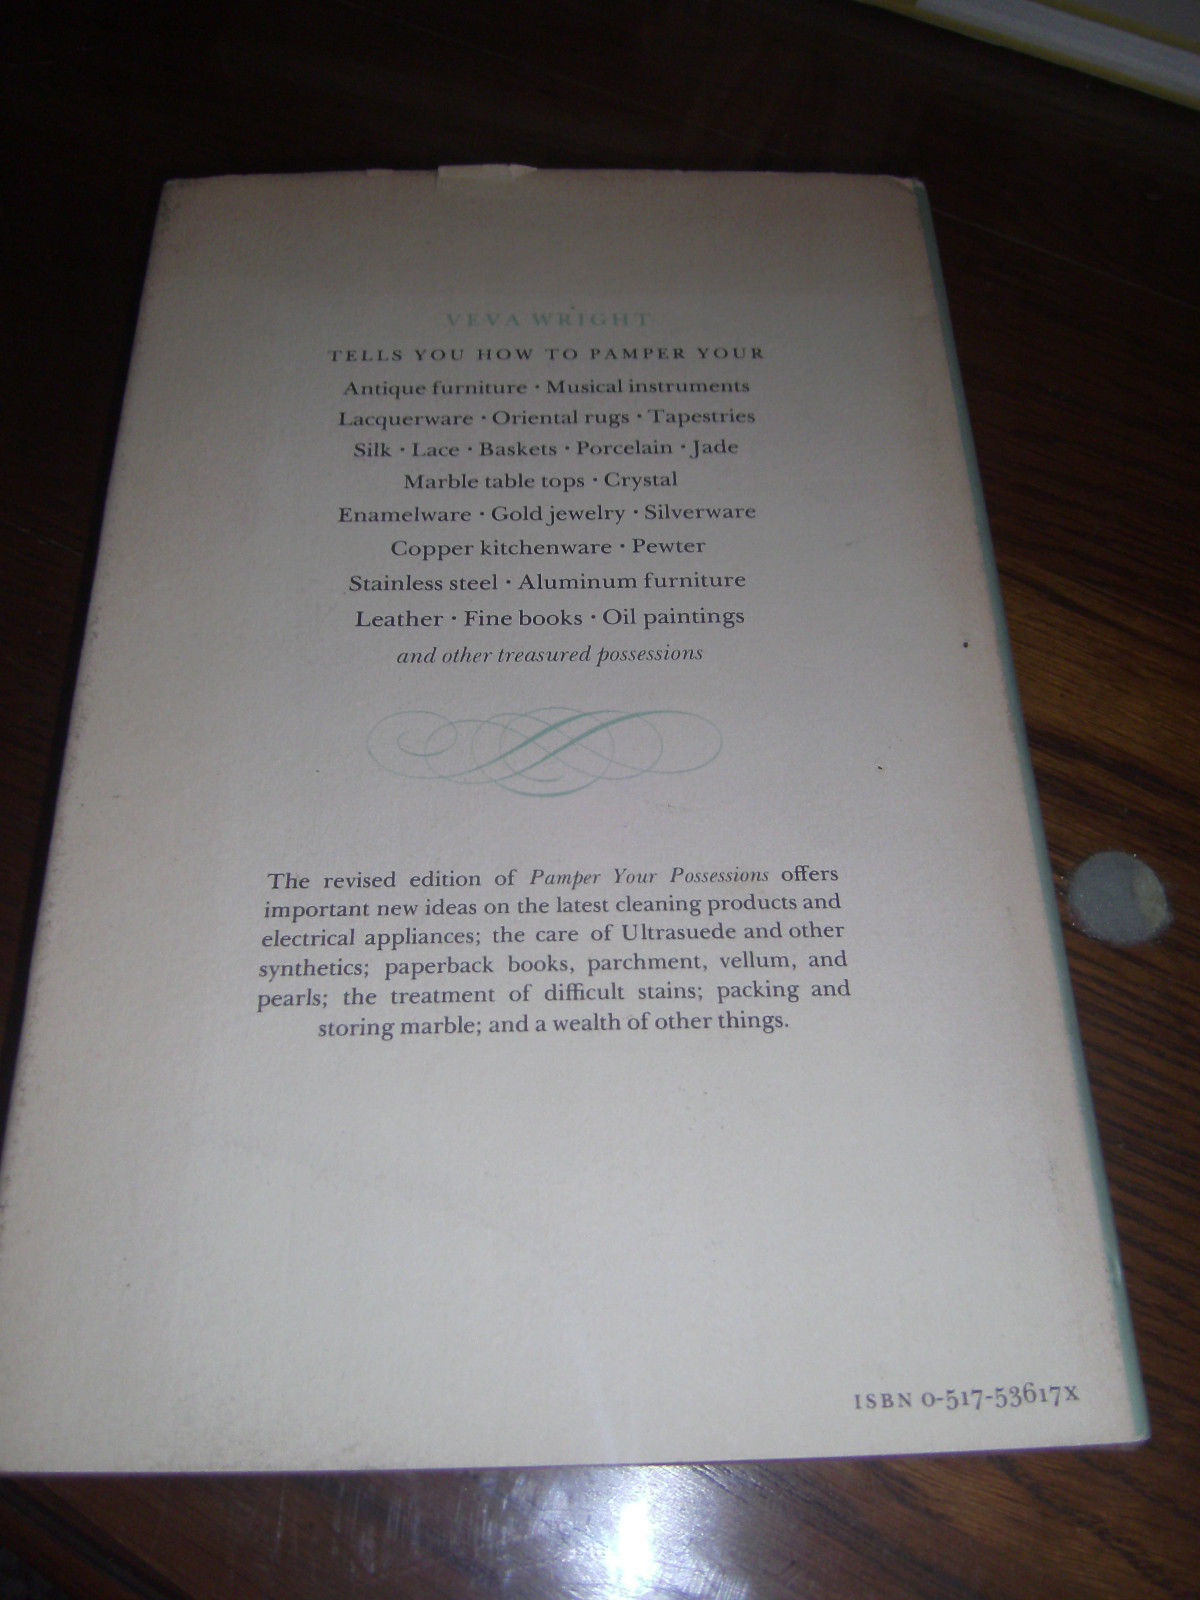 VEVA WRIGHT
TELLS YOU HOW TO PAMPER YOUR
Antique furniture · Musical instruments
Lacquerware · Oriental rugs · Tapestries
Silk · Lace · Baskets · Porcelain · Jade
Marble table tops · Crystal
Enamelware · Gold jewelry · Silverware
Copper kitchenware · Pewter
Stainless steel · Aluminum furniture
Leather · Fine books · Oil paintings
and other treasured possessions
The revised edition of Pamper Your Possessions offers
important new ideas on the latest cleaning products and
electrical appliances; the care of Ultrasuede and other
synthetics; paperback books, parchment, vellum, and
pearls; the treatment of difficult stains; packing and
storing marble; and a wealth of other things.
ISBN 0-517-53617X